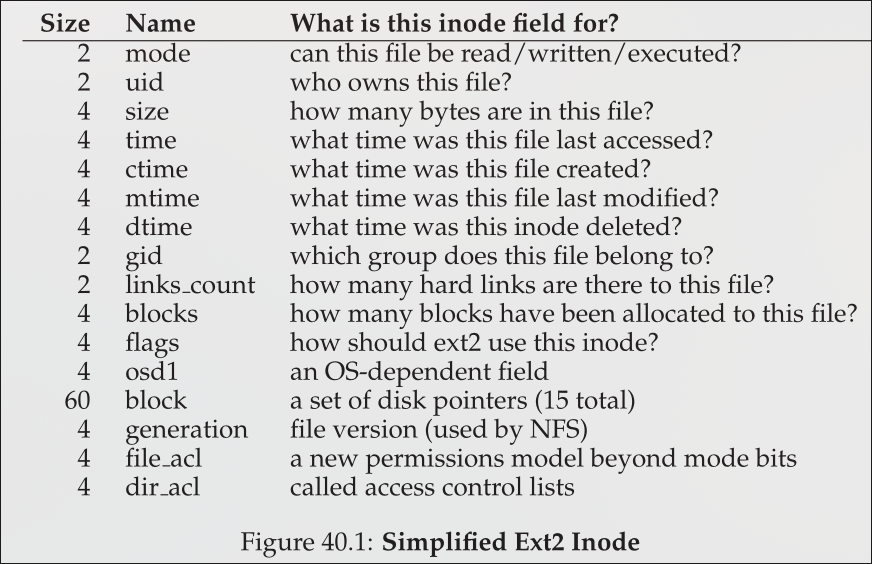 Size Name What is this inode field for?
2 mode can this file be read/written/executed?
2 uid who owns this file?
4 size how many bytes are in this file?
4 time what time was this file last accessed?
4 ctime what time was this file created?
4 mtime what time was this file last modified?
4 dtime what time was this inode deleted?
2 gid which group does this file belong to?
2 links_count how many hard links are there to this file?
4 blocks how many blocks have been allocated to this file?
4 flags how should ext2 use this inode?
4 osd1 an OS-dependent field
60 block a set of disk pointers (15 total)
4 generation file version (used by NFS)
4 file_acl a new permissions model beyond mode bits
4 dir_acl called access control lists
Figure 40.1: Simplified Ext2 Inode